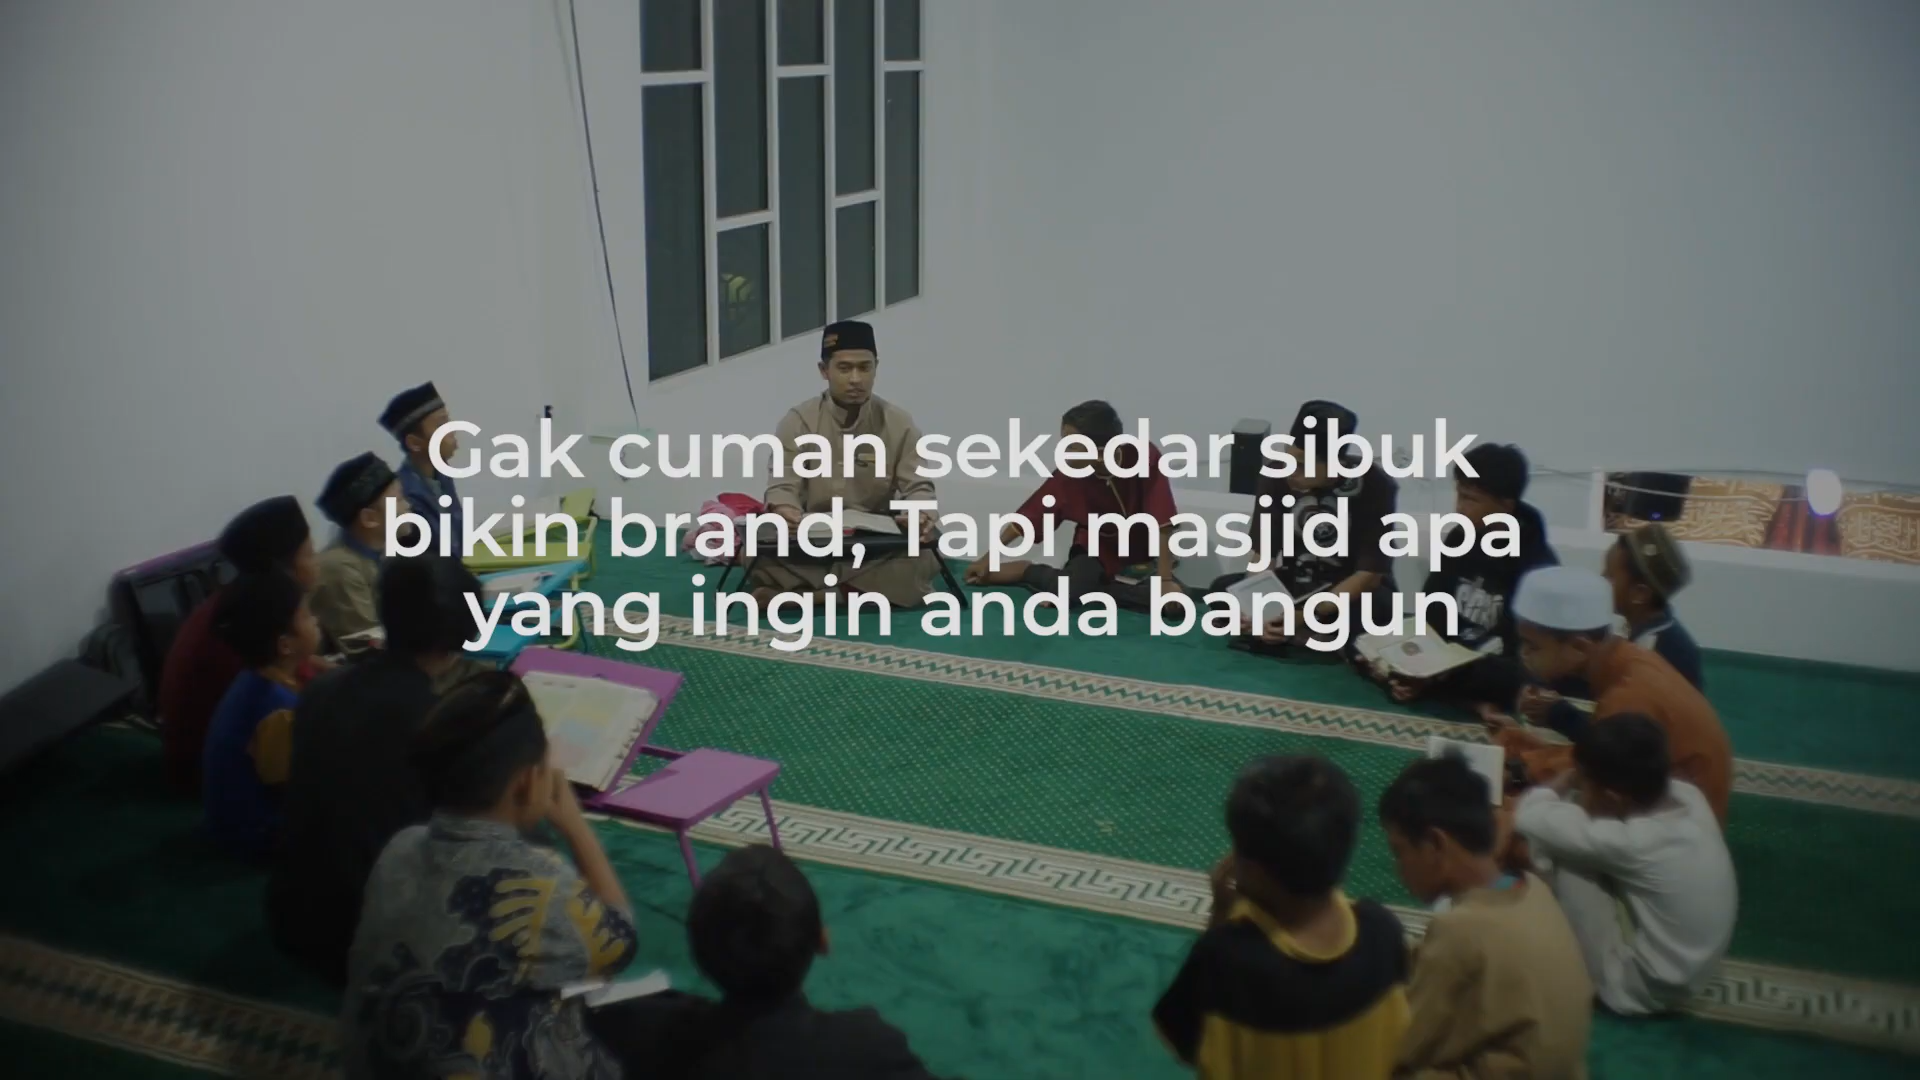 Gak cuman sekedar sibuk
bikin brand, Tapi masjid apa
yang ingin anda bangun